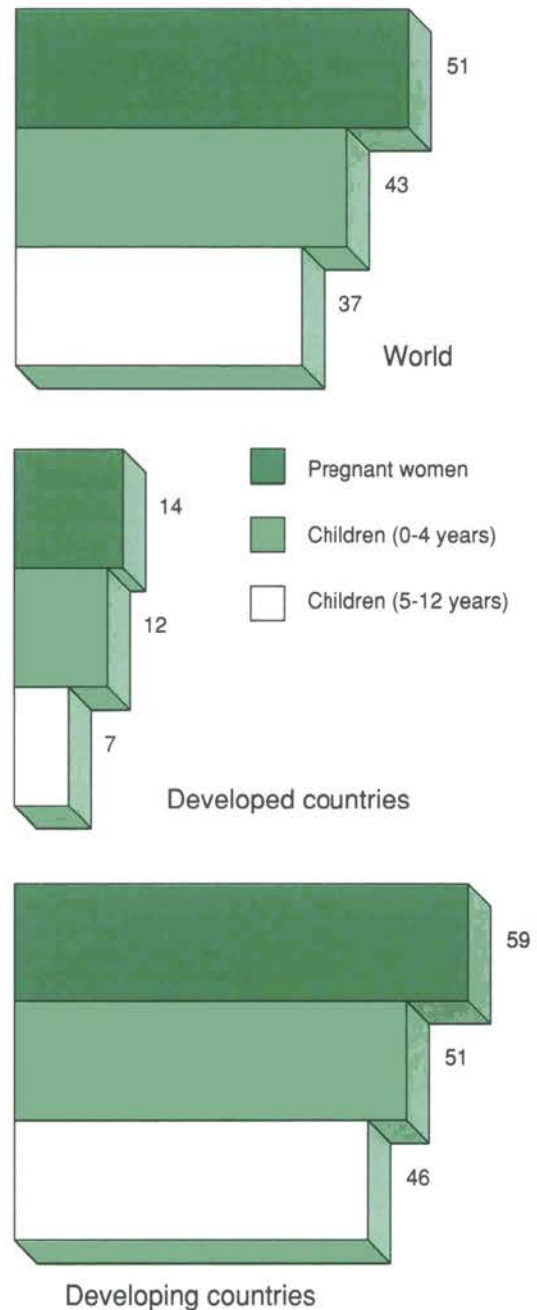 51
43
37
World
Pregnant women
14
Children (0-4 years)
12
Children (5-12 years)
7
Developed countries
59
51
46
Developing countries